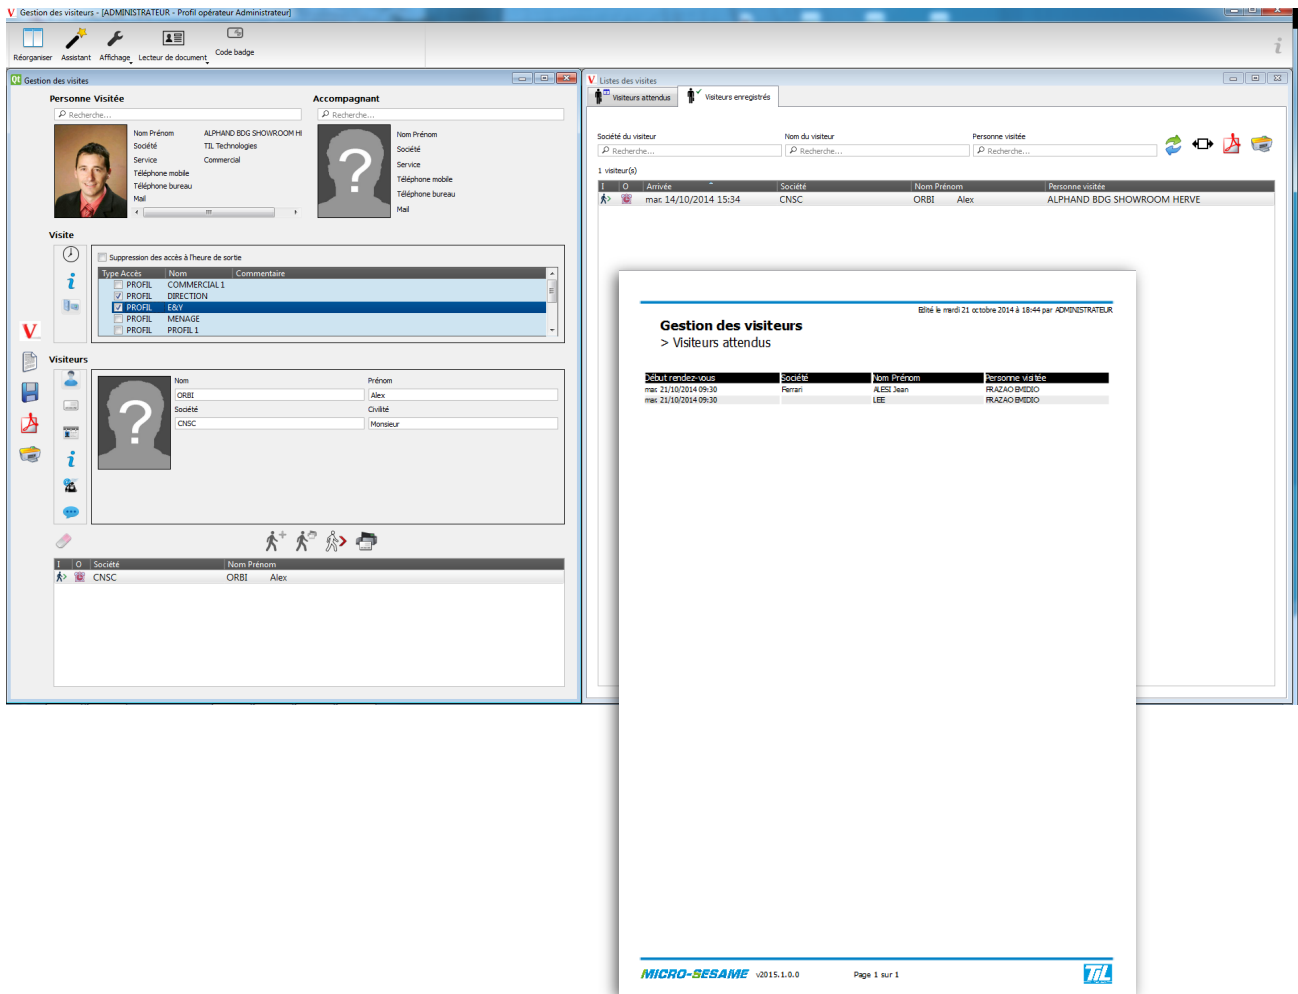 Gestion des visiteurs - [ADMINISTRATEUR - Profil opérateur Administrateur]
Réorganiser Assistant Affichage Lecteur de document Code badge
Gestion des visites
Personne Visitée Accompagnant
Recherche... Recherche...
Nom Prénom ALPHAND BDG SHOWROOM HI Nom Prénom
Société TIL Technologies Société
Service Commercial Service
Téléphone mobile Téléphone mobile
Téléphone bureau Téléphone bureau
Mail Mail
Visite
Suppression des accès à l'heure de sortie
Type Accès Nom Commentaire
PROFIL COMMERCIAL 1
PROFIL DIRECTION
PROFIL E&Y
PROFIL MENAGE
PROFIL PROFIL 1
Visiteurs
Nom Prénom
ORBI Alex
Société Civilité
CNSC Monsieur
I O Société Nom Prénom
CNSC ORBI Alex
Listes des visites
Visiteurs attendus Visiteurs enregistrés
Société du visiteur Nom du visiteur Personne visitée
Recherche... Recherche... Recherche...
1 visiteur(s)
I O Arrivée Société Nom Prénom Personne visitée
mar. 14/10/2014 15:34 CNSC ORBI Alex ALPHAND BDG SHOWROOM HERVE
Edité le mardi 21 octobre 2014 à 18:44 par ADMINISTRATEUR
Gestion des visiteurs
> Visiteurs attendus
Début rendez-vous Société Nom Prénom Personne visitée
mar. 21/10/2014 09:30 Ferrari ALESI Jean FRAZAO EMIDIO
mar. 21/10/2014 09:30 LEE FRAZAO EMIDIO
MICRO-SESAME v2015.1.0.0 Page 1 sur 1 TIL